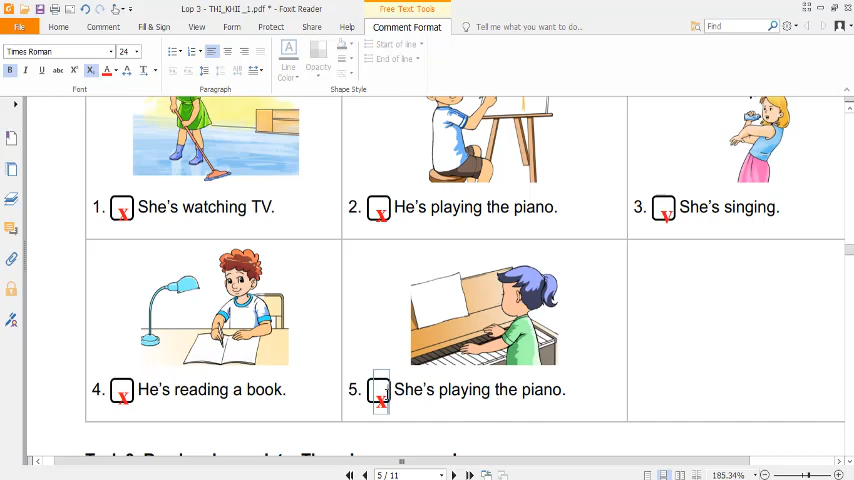 Lop 3 - THI_KHII _1.pdf * - Foxit Reader
Free Text Tools
File
Home
Comment
Fill & Sign
View
Form
Protect
Share
Help
Comment Format
Tell me what you want to do...
Find
Times Roman
24
Line Color
Opacity
Start of line
End of line
Font
Paragraph
Shape Style
1. x She's watching TV.
2. x He's playing the piano.
3. v She's singing.
4. x He's reading a book.
5. x She's playing the piano.
5 / 11
185.34%